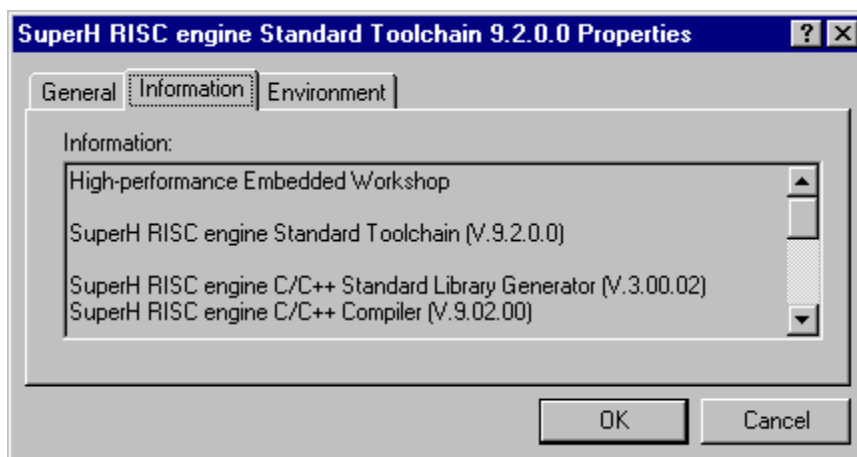 SuperH RISC engine Standard Toolchain 9.2.0.0 Properties
General Information Environment
Information:
High-performance Embedded Workshop
SuperH RISC engine Standard Toolchain (V.9.2.0.0)
SuperH RISC engine C/C++ Standard Library Generator (V.3.00.02)
SuperH RISC engine C/C++ Compiler (V.9.02.00)
OK Cancel